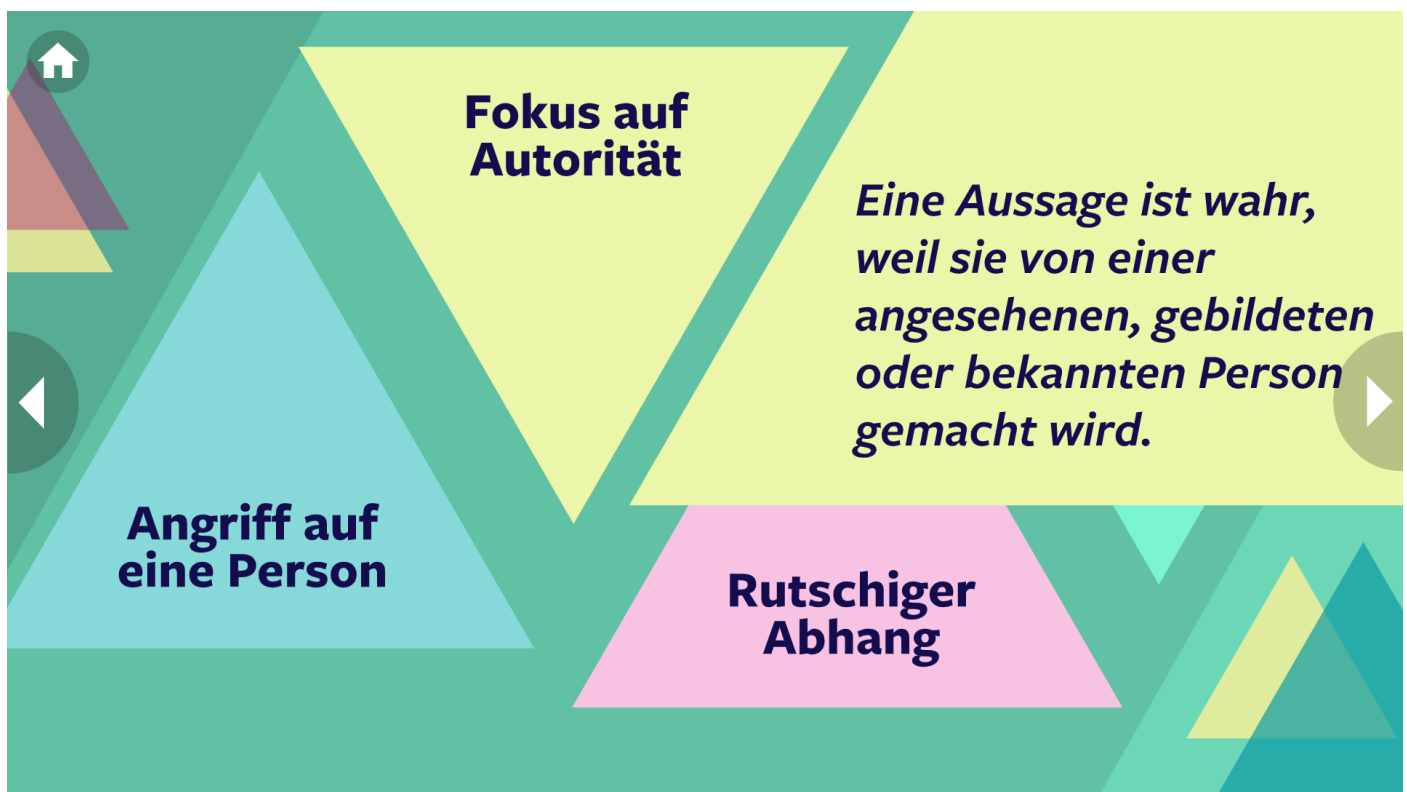 Fokus auf
Autorität
Eine Aussage ist wahr,
weil sie von einer
angesehenen, gebildeten
oder bekannten Person
gemacht wird.
Angriff auf
eine Person
Rutschiger
Abhang